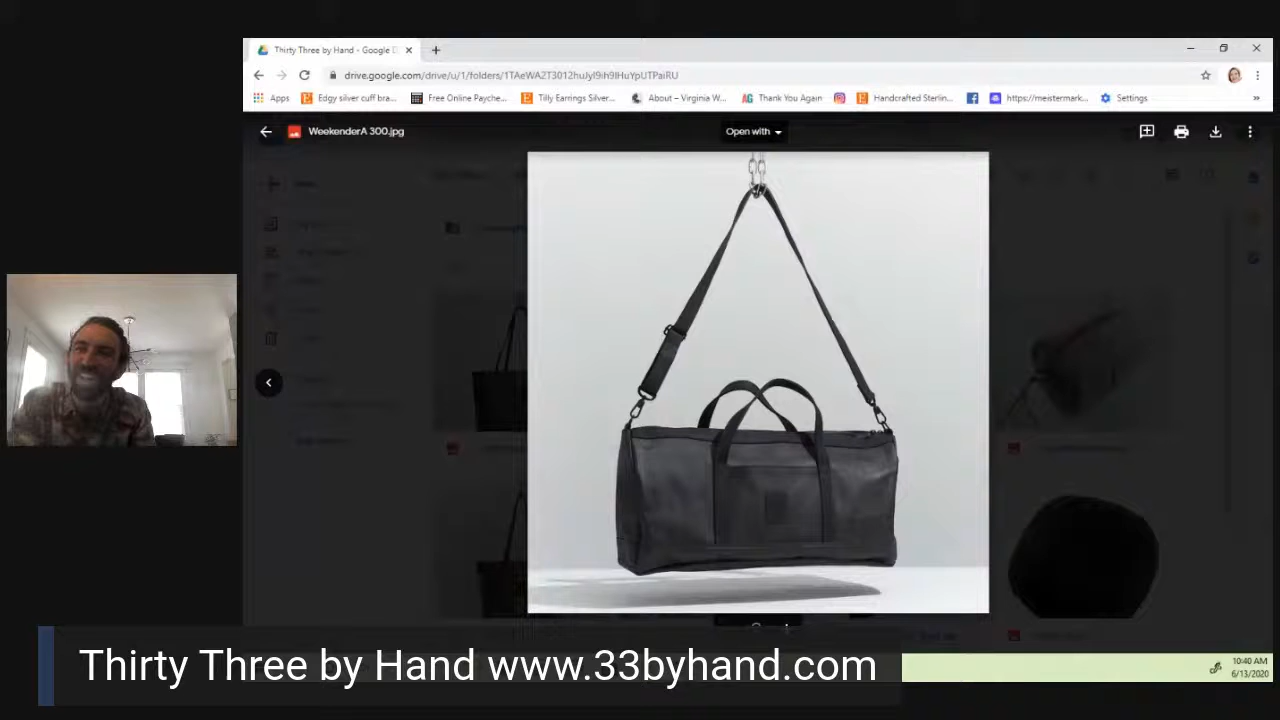 Thirty Three by Hand - Google D
drive.google.com/drive/u/1/folders/1TAeWA2T3012huJyI9ih9IHuYpUTPaiRU
Apps Edgy silver cuff bra... Free Online Payche... Tilly Earrings Silver... About – Virginia W... Thank You Again Handcrafted Sterlin... https://meistermark... Settings
WeekenderA 300.jpg Open with
Thirty Three by Hand www.33byhand.com
10:40 AM
6/13/2020